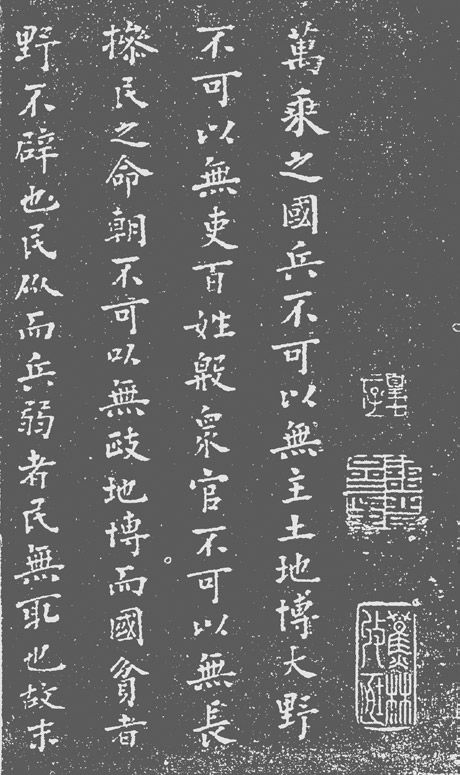 萬乘之國兵不可以無主土地博大野
不可以無吏百姓殷衆官不可以無長
操民之命朝不可以無政地博而國貧者
野不辟也民众而兵弱者民無取也故末